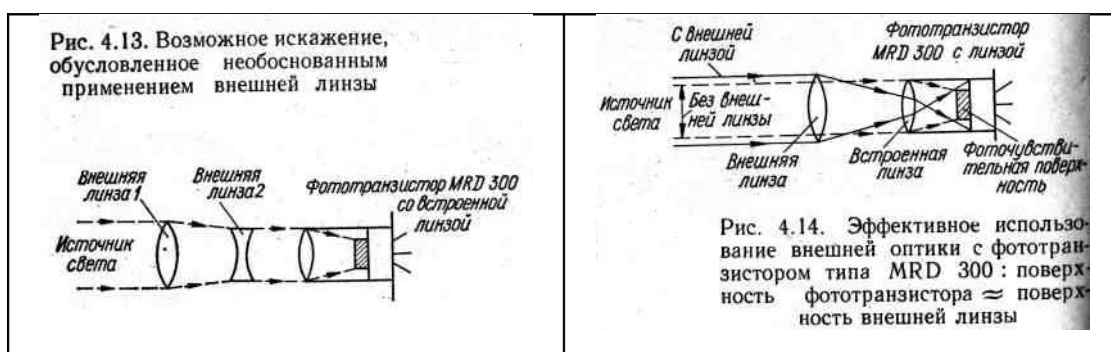 Рис. 4.13. Возможное искажение,
обусловленное необоснованным
применением внешней линзы
Внешняя
линза 1
Внешняя
линза 2
Фототранзистор MRD 300
со встроенной
линзой
Источник
света
С внешней
линзой
Фототранзистор
MRD 300 с линзой
Источник
света
Без внеш-
ней линзы
Внешняя
линза
Встроенная
линза
Фоточувстви-
тельная поверх-
ность
Рис. 4.14. Эффективное использо-
вание внешней оптики с фототран-
зистором типа MRD 300 : поверх-
ность фототранзистора ≈ поверх-
ность внешней линзы